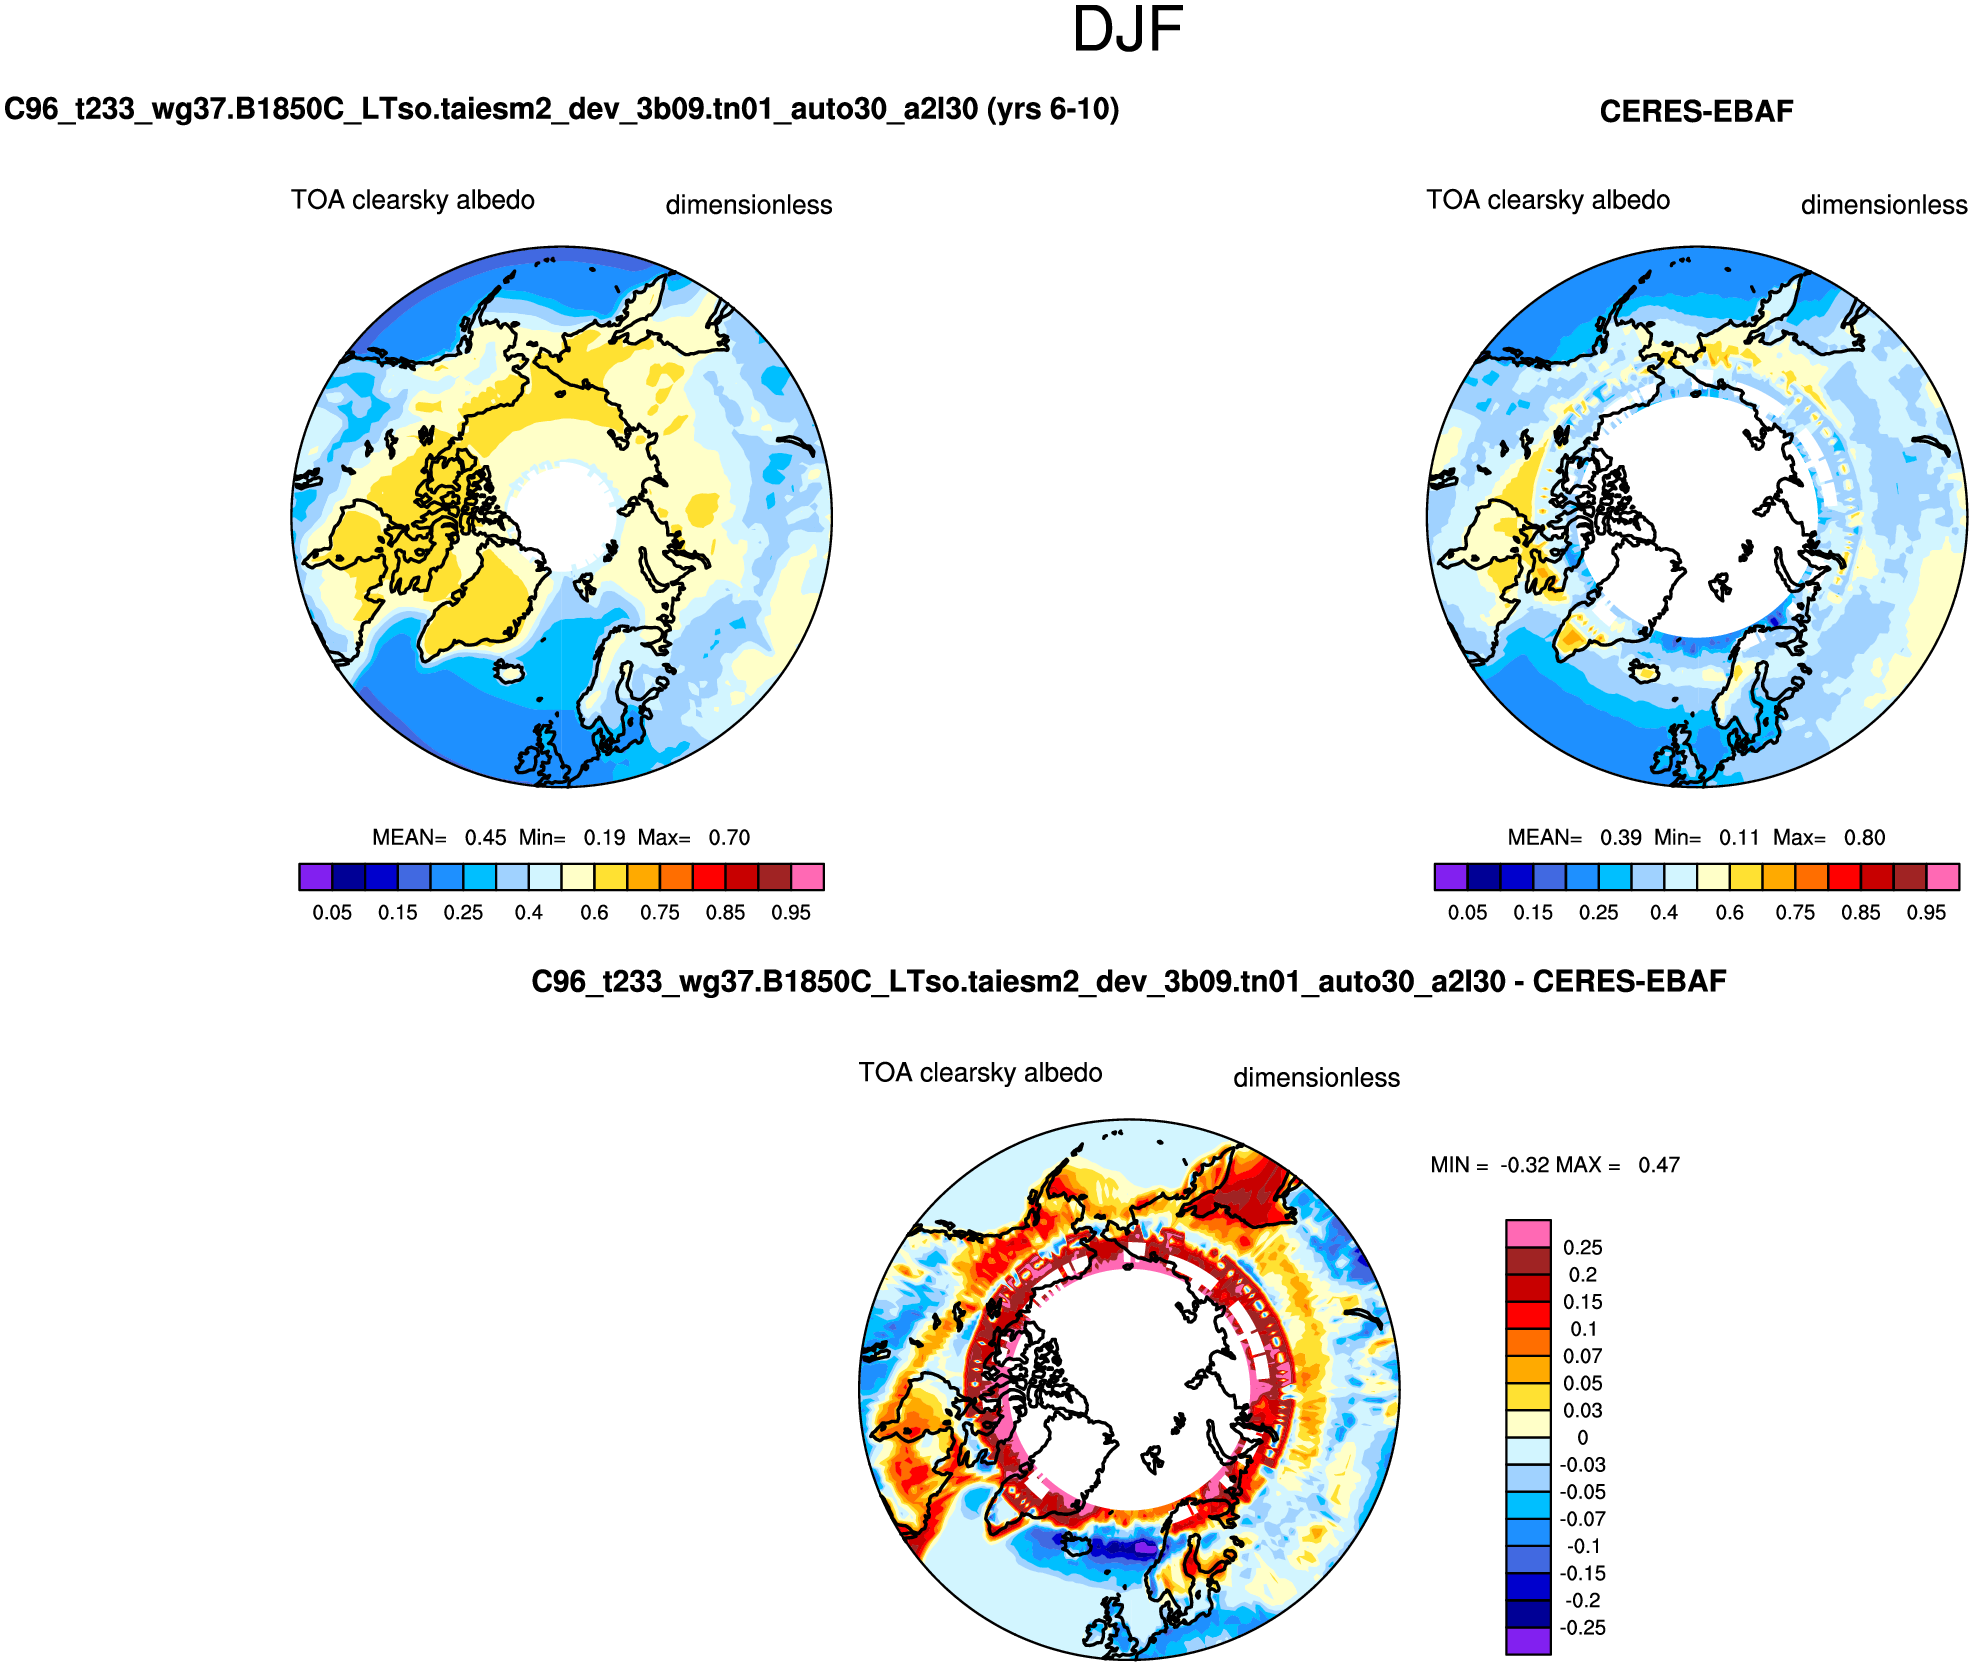 DJF
C96_t233_wg37.B1850C_LTso.taiesm2_dev_3b09.tn01_auto30_a2l30 (yrs 6-10)
CERES-EBAF
TOA clearsky albedo dimensionless
TOA clearsky albedo dimensionless
MEAN= 0.45 Min= 0.19 Max= 0.70
MEAN= 0.39 Min= 0.11 Max= 0.80
0.05 0.15 0.25 0.4 0.6 0.75 0.85 0.95
0.05 0.15 0.25 0.4 0.6 0.75 0.85 0.95
C96_t233_wg37.B1850C_LTso.taiesm2_dev_3b09.tn01_auto30_a2l30 - CERES-EBAF
TOA clearsky albedo dimensionless
MIN = -0.32 MAX = 0.47
0.25
0.2
0.15
0.1
0.07
0.05
0.03
0
-0.03
-0.05
-0.07
-0.1
-0.15
-0.2
-0.25